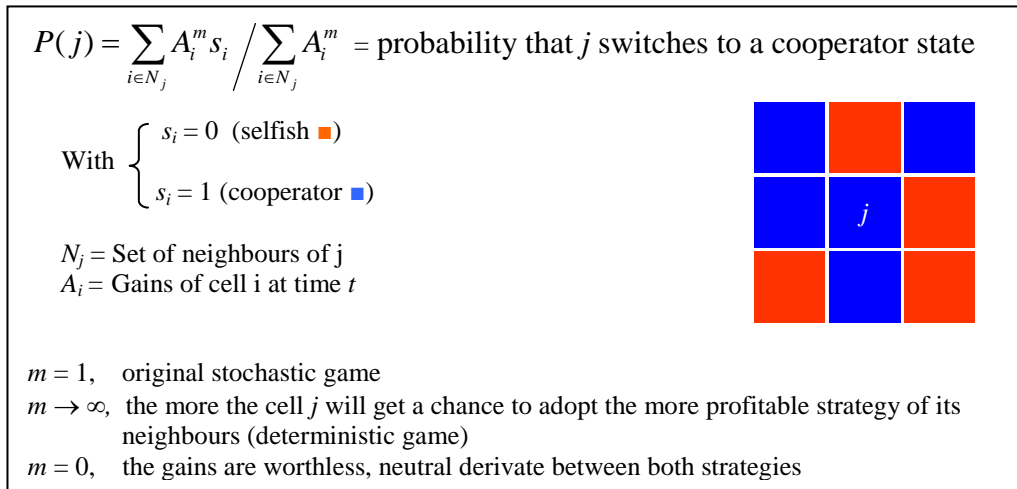 P(j) = ∑_{i∈N_j} A_i^m s_i / ∑_{i∈N_j} A_i^m = probability that j switches to a cooperator state
With { s_i = 0 (selfish ■)
s_i = 1 (cooperator ■)
j
N_j = Set of neighbours of j
A_i = Gains of cell i at time t
m = 1, original stochastic game
m → ∞, the more the cell j will get a chance to adopt the more profitable strategy of its
neighbours (deterministic game)
m = 0, the gains are worthless, neutral derivate between both strategies